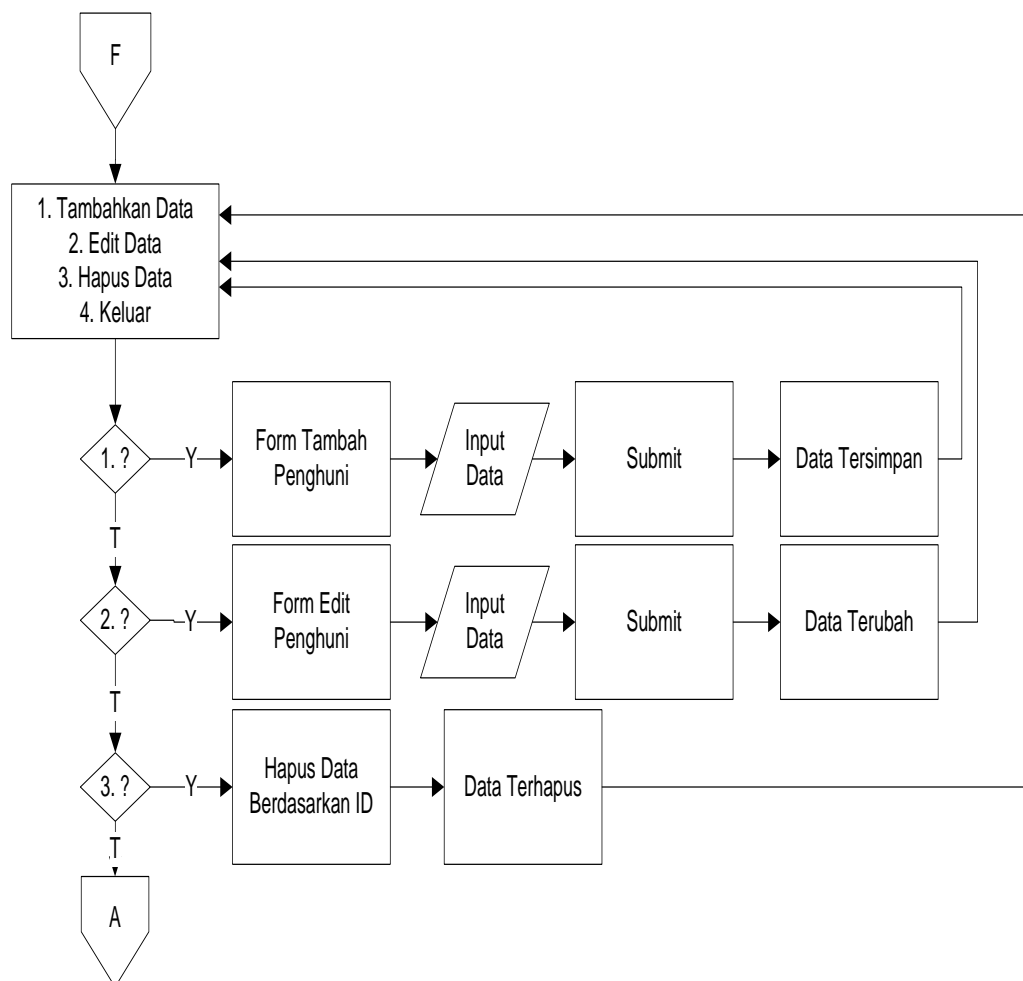 F
1. Tambahkan Data
2. Edit Data
3. Hapus Data
4. Keluar
1. ?
Y
Form Tambah
Penghuni
Input
Data
Submit
Data Tersimpan
T
2. ?
Y
Form Edit
Penghuni
Input
Data
Submit
Data Terubah
T
3. ?
Y
Hapus Data
Berdasarkan ID
Data Terhapus
T
A